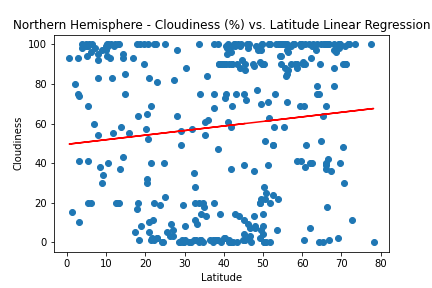 Northern Hemisphere - Cloudiness (%) vs. Latitude Linear Regression
100
80
60
40
20
0
Cloudiness
0 10 20 30 40 50 60 70 80
Latitude